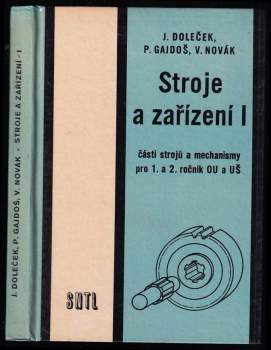 J. DOLEČEK, P. GAJDOŠ, V. NOVÁK · STROJE A ZAŘÍZENÍ - I
J. DOLEČEK,
P. GAJDOŠ, V. NOVÁK
Stroje
a zařízení I
části strojů a mechanismy
pro 1. a 2. ročník OU a UŠ
SNTL